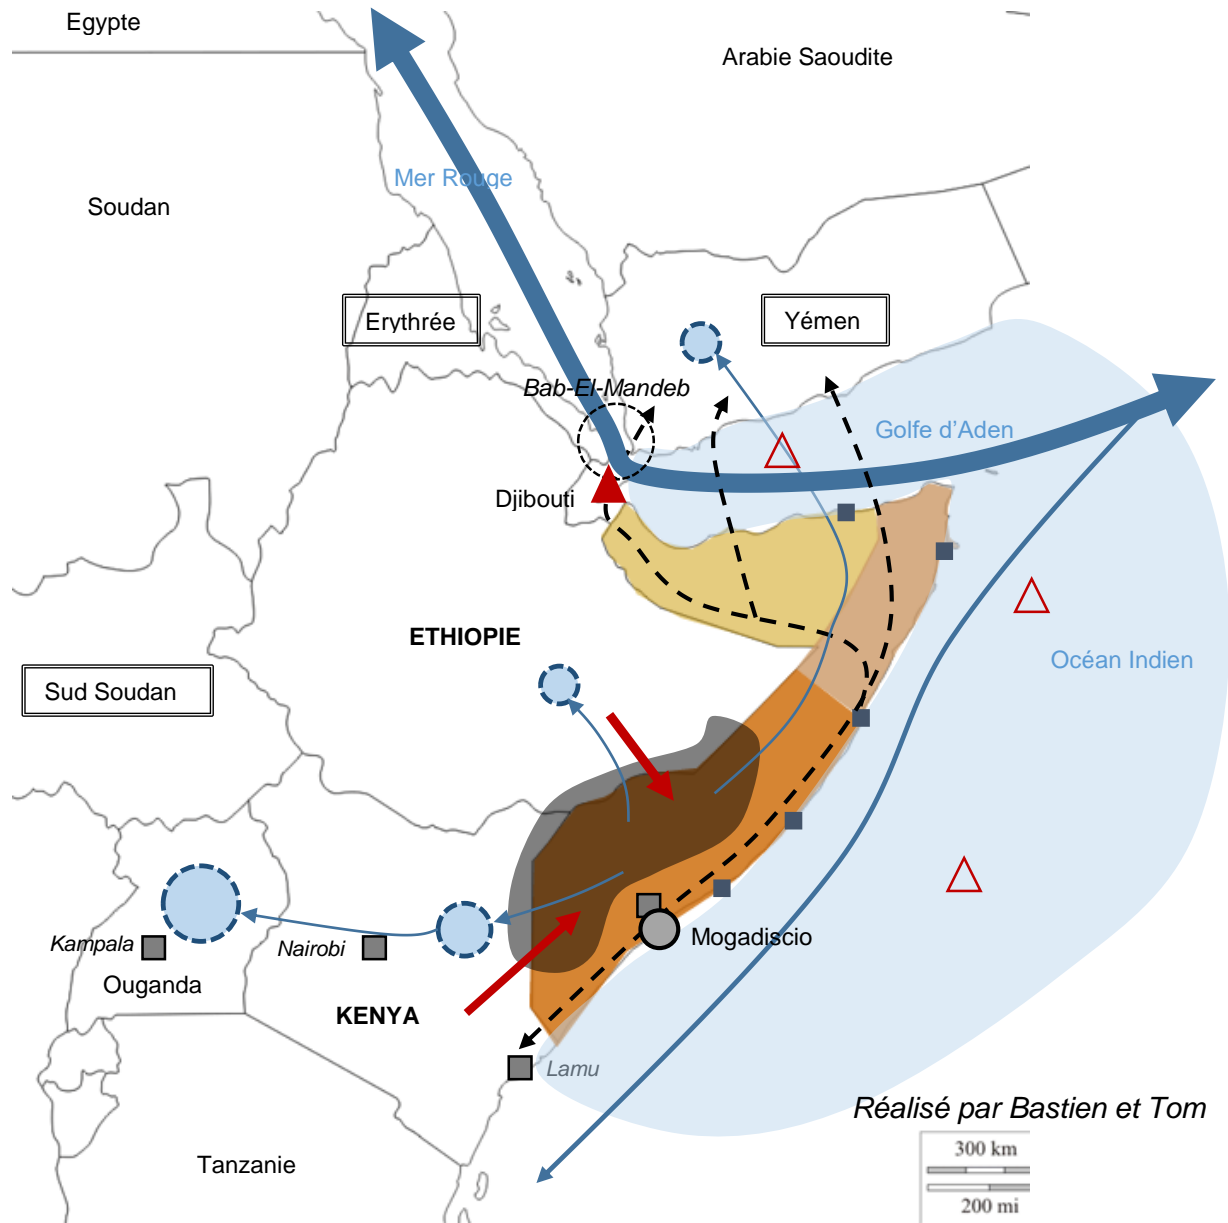 Egypte
Arabie Saoudite
Mer Rouge
Soudan
Erythrée
Yémen
Bab-El-Mandeb
Golfe d'Aden
Djibouti
ETHIOPIE
Océan Indien
Sud Soudan
Kampala
Nairobi
Mogadiscio
Ouganda
KENYA
Lamu
Réalisé par Bastien et Tom
Tanzanie
300 km
200 mi